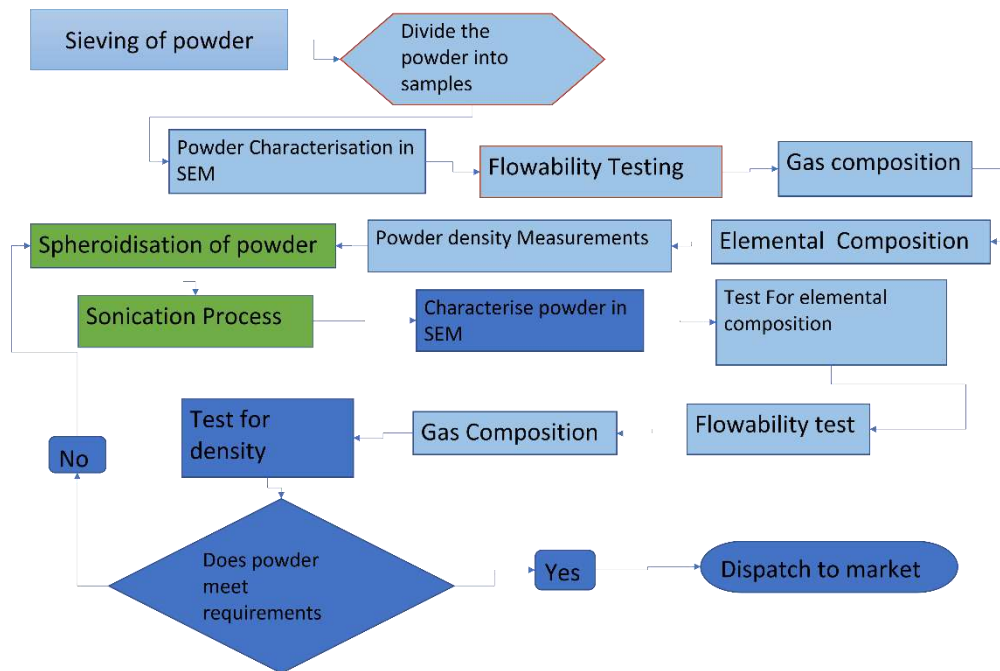 Sieving of powder
Divide the
powder into
samples
Powder Characterisation in
SEM
Flowability Testing
Gas composition
Spheroidisation of powder
Powder density Measurements
Elemental  Composition
Sonication Process
Characterise powder in
SEM
Test For elemental
composition
Test for
density
Gas Composition
Flowability test
No
Does powder
meet
requirements
Yes
Dispatch to market